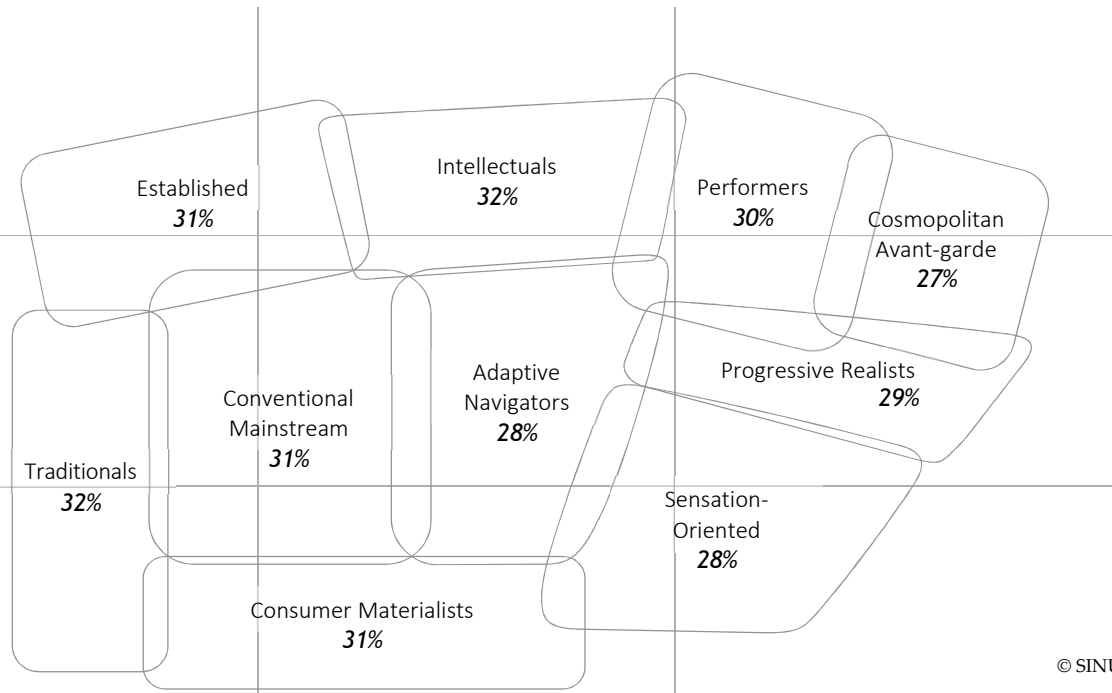 Established
31%
Intellectuals
32%
Performers
30%
Cosmopolitan
Avant-garde
27%
Progressive Realists
29%
Adaptive
Navigators
28%
Conventional
Mainstream
31%
Traditionals
32%
Sensation-
Oriented
28%
Consumer Materialists
31%
©